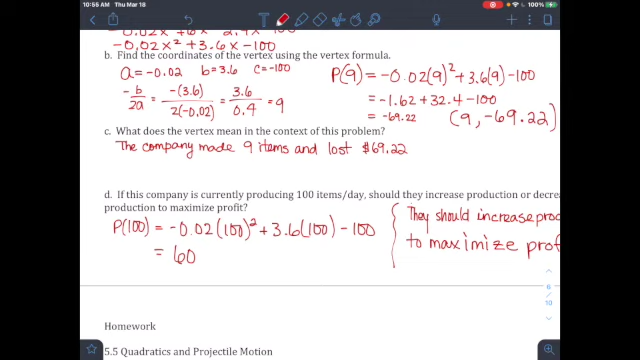 10:55 AM Thu Mar 18
-0.02x² + 3.6x - 100
b. Find the coordinates of the vertex using the vertex formula.
a = -0.02 b = 3.6 c = -100
-b/2a = -(3.6)/2(-0.02) = 3.6/0.4 = 9
P(9) = -0.02(9)² + 3.6(9) - 100
= -1.62 + 32.4 - 100
= -69.22 (9, -69.22)
c. What does the vertex mean in the context of this problem?
The company made 9 items and lost $69.22
d. If this company is currently producing 100 items/day, should they increase production or decrea
production to maximize profit?
P(100) = -0.02(100)² + 3.6(100) - 100
= 60
They should increase produc
to maximize prof
Homework
5.5 Quadratics and Projectile Motion
6
of
10